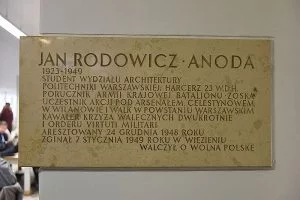 JAN RODOWICZ · ANODA
1923-1949
STUDENT WYDZIAŁU ARCHITEKTURY
POLITECHNIKI WARSZAWSKIEJ, HARCERZ 23 W.D.H.
PORUCZNIK ARMII KRAJOWEJ BATALIONU „ZOŚKA"
UCZESTNIK AKCJI POD ARSENAŁEM, CELESTYNOWEM,
W WILANOWIE I WALK W POWSTANIU WARSZAWSKIM
KAWALER KRZYŻA WALECZNYCH DWUKROTNIE
I ORDERU VIRTUTI MILITARI
ARESZTOWANY 24 GRUDNIA 1948 ROKU
ZGINĄŁ 7 STYCZNIA 1949 ROKU W WIĘZIENIU
WALCZYŁ O WOLNĄ POLSKĘ